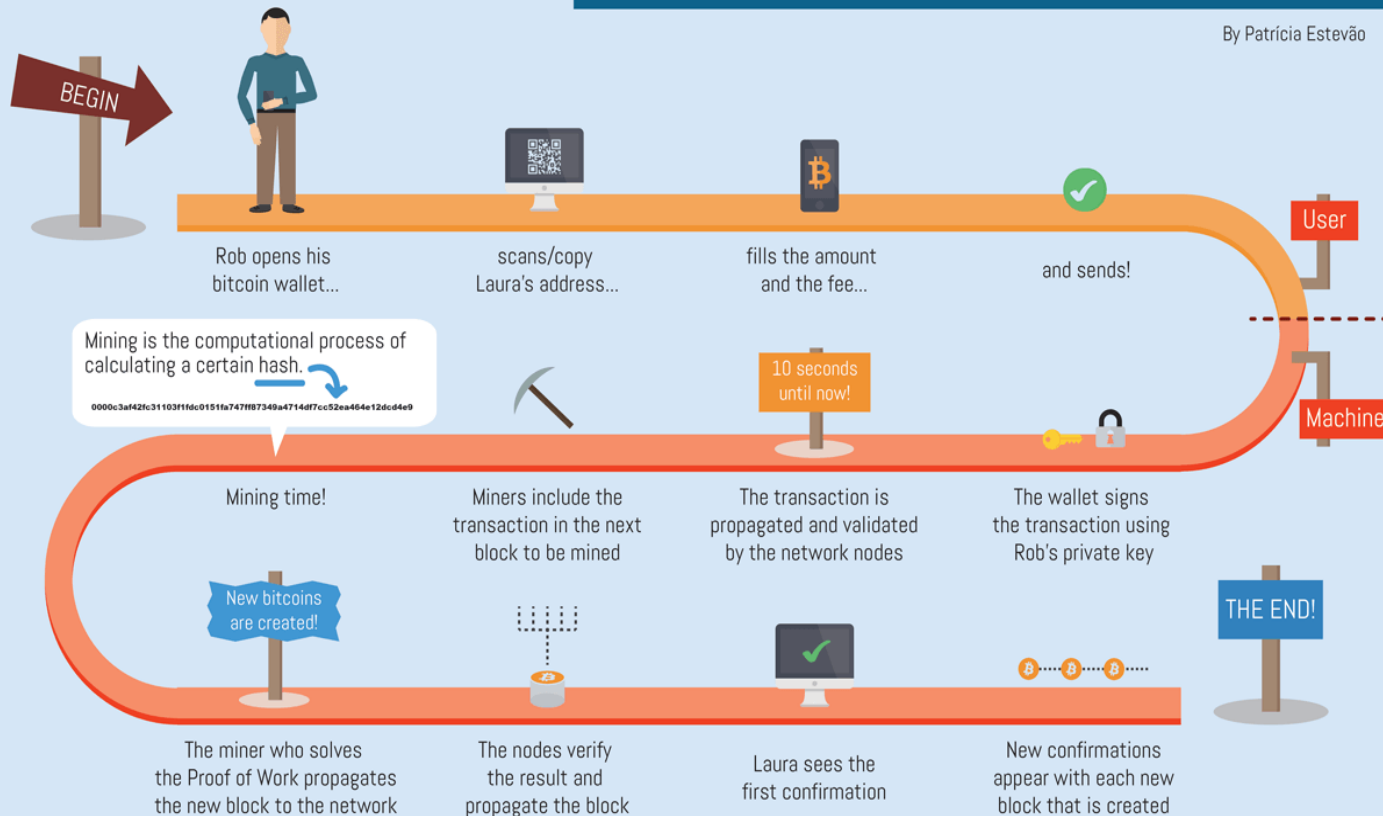 By Patrícia Estevão
BEGIN
Rob opens his
bitcoin wallet...
scans/copy
Laura's address...
fills the amount
and the fee...
and sends!
User
Machine
The wallet signs
the transaction using
Rob's private key
10 seconds
until now!
The transaction is
propagated and validated
by the network nodes
Miners include the
transaction in the next
block to be mined
Mining is the computational process of
calculating a certain hash.
0000c3af42fc31103f1fdc0151fa747ff87349a4714df7cc52ea464e12dcd4e9
Mining time!
New bitcoins
are created!
The miner who solves
the Proof of Work propagates
the new block to the network
The nodes verify
the result and
propagate the block
Laura sees the
first confirmation
New confirmations
appear with each new
block that is created
THE END!